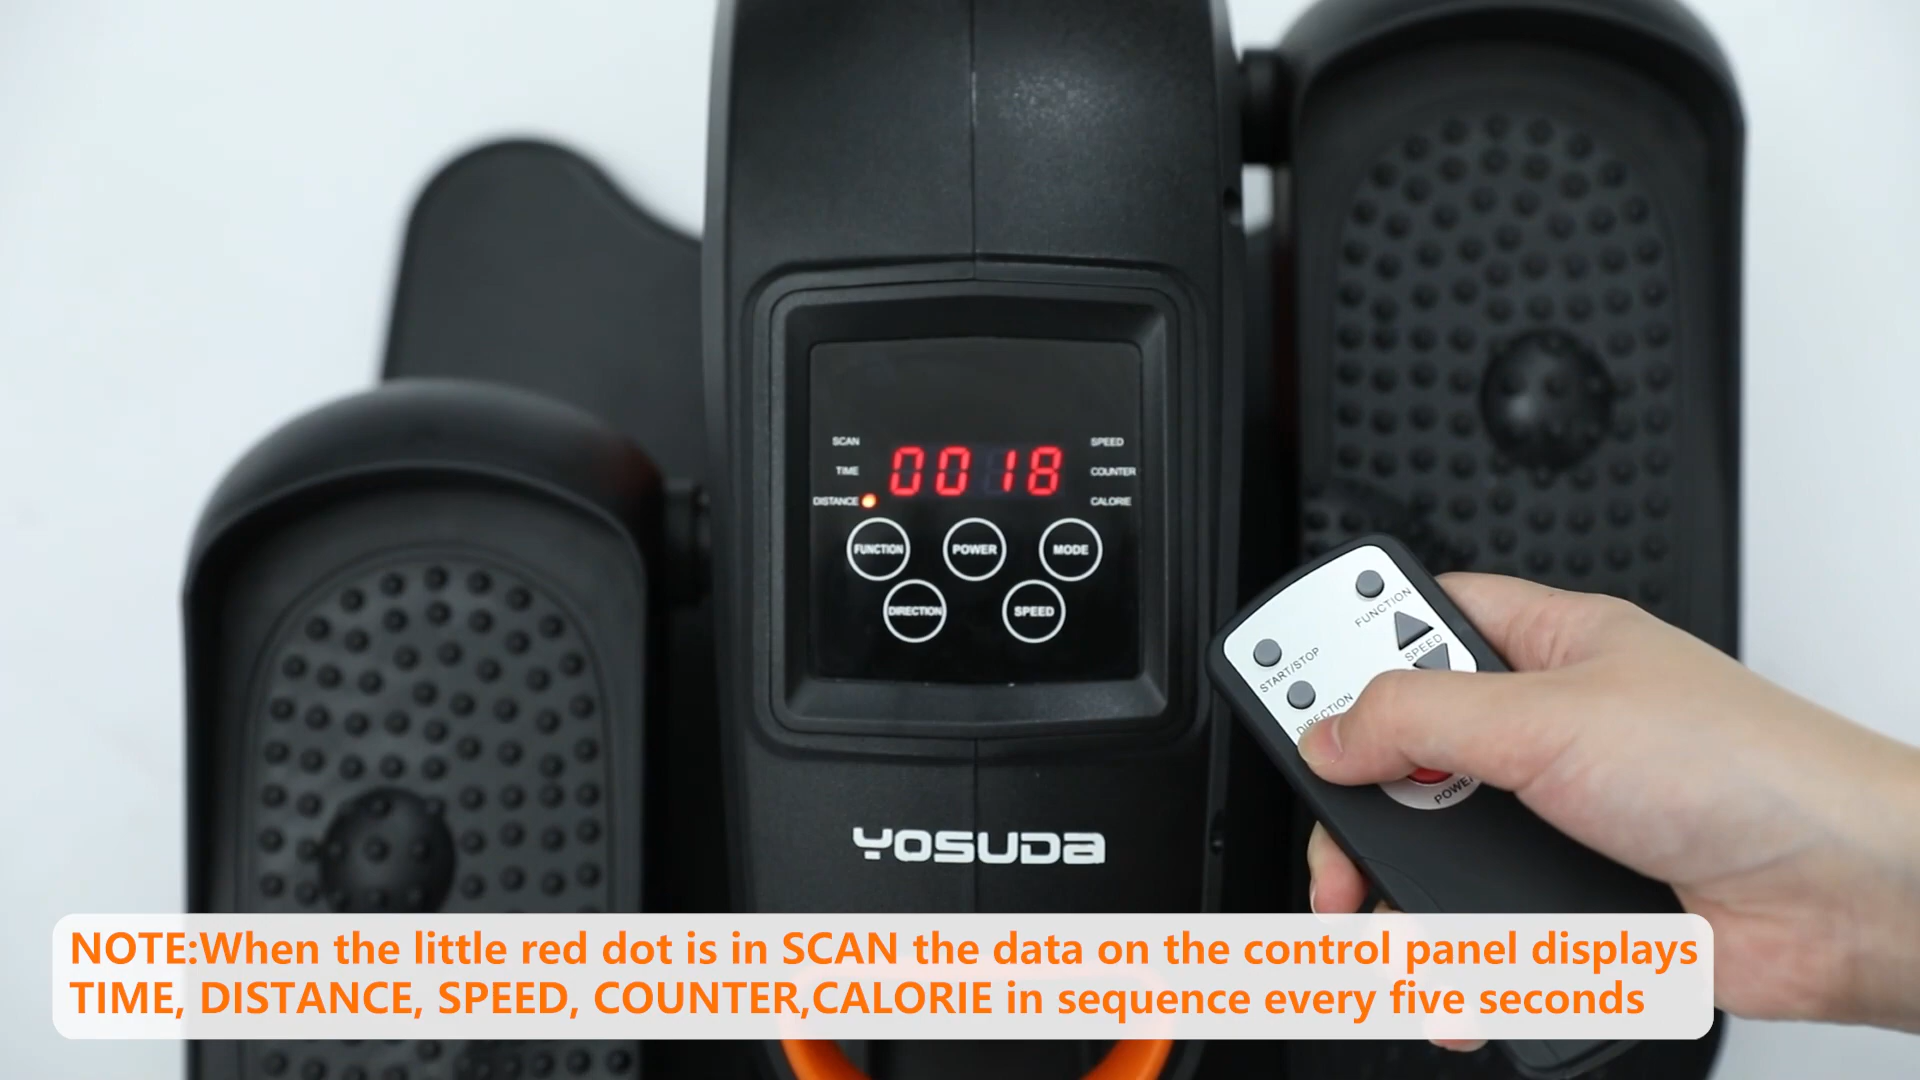 SCAN
TIME
DISTANCE
0018
SPEED
COUNTER
CALORIE
FUNCTION
POWER
MODE
DIRECTION
SPEED
FUNCTION
SPEED
START/STOP
DIRECTION
POWER
YOSUDA
NOTE:When the little red dot is in SCAN the data on the control panel displays
TIME, DISTANCE, SPEED, COUNTER,CALORIE in sequence every five seconds